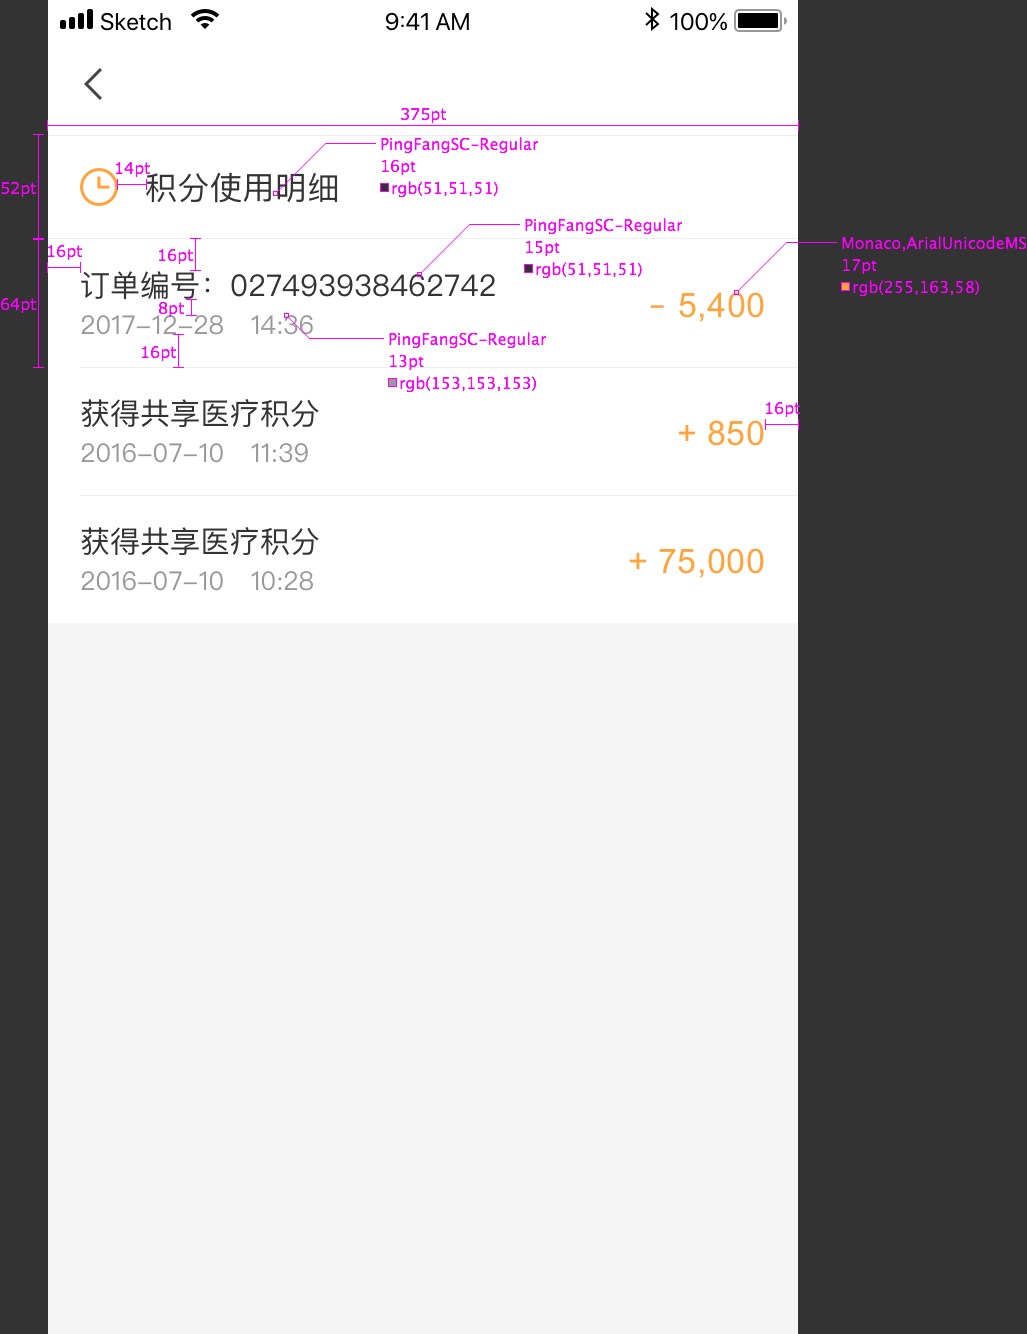 Sketch 9:41 AM 100%
375pt
PingFangSC-Regular
16pt
rgb(51,51,51)
14pt
52pt
积分使用明细
PingFangSC-Regular
15pt
rgb(51,51,51)
Monaco,ArialUnicodeMS
17pt
rgb(255,163,58)
16pt
16pt
64pt
订单编号：027493938462742
8pt
2017-12-28 14:36
- 5,400
16pt
PingFangSC-Regular
13pt
rgb(153,153,153)
获得共享医疗积分
2016-07-10 11:39
+ 850
16pt
获得共享医疗积分
2016-07-10 10:28
+ 75,000